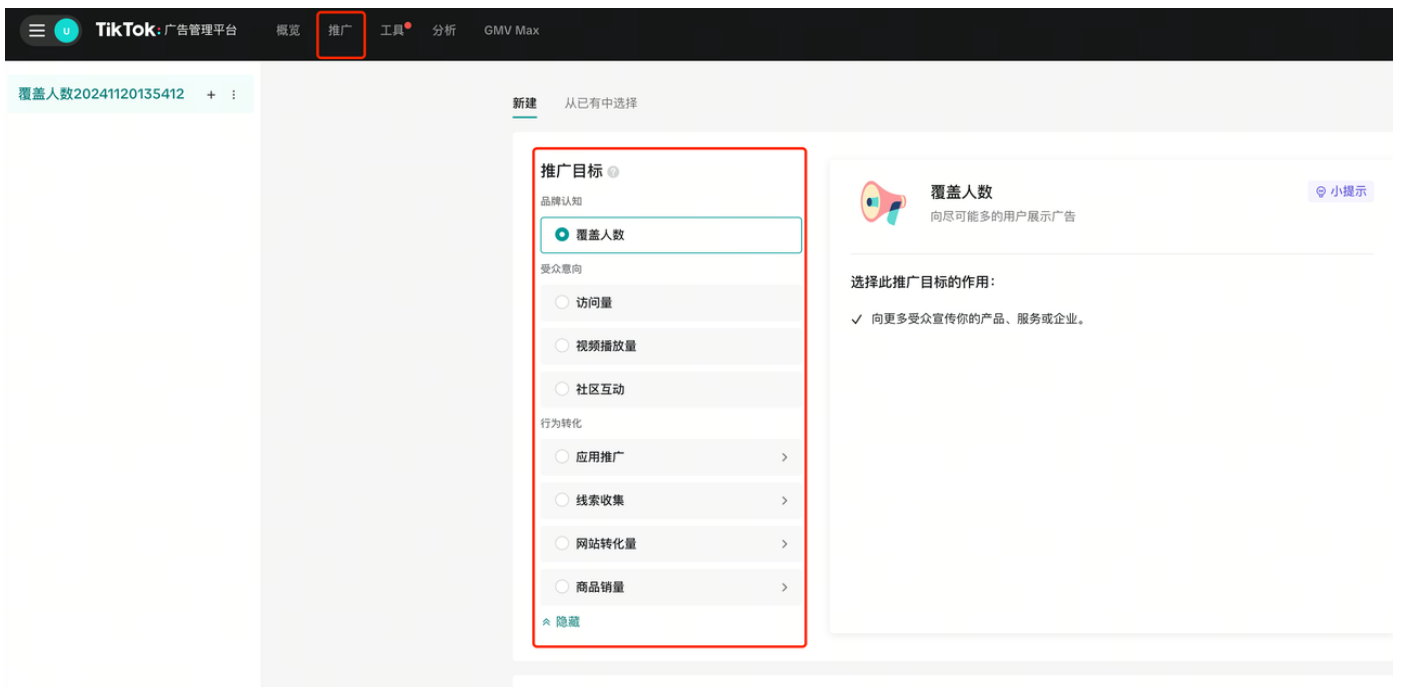 U TikTok: 广告管理平台 概览 推广 工具 分析 GMV Max
覆盖人数20241120135412 +
新建 从已有中选择
推广目标
品牌认知
覆盖人数
受众意向
访问量
视频播放量
社区互动
行为转化
应用推广
线索收集
网站转化量
商品销量
隐藏
覆盖人数
向尽可能多的用户展示广告
小提示
选择此推广目标的作用:
向更多受众宣传你的产品、服务或企业。